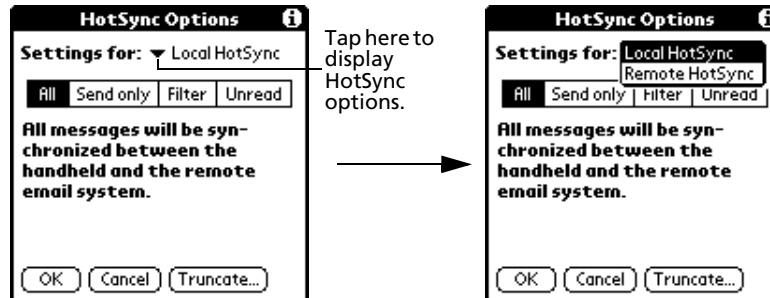 HotSync Options
Settings for: Local HotSync
All Send only Filter Unread
All messages will be syn-
chronized between the
handheld and the remote
email system.
OK Cancel Truncate...
Tap here to
display
HotSync
options.
HotSync Options
Settings for: Local HotSync
Remote HotSync
All Send only Filter Unread
All messages will be syn-
chronized between the
handheld and the remote
email system.
OK Cancel Truncate...